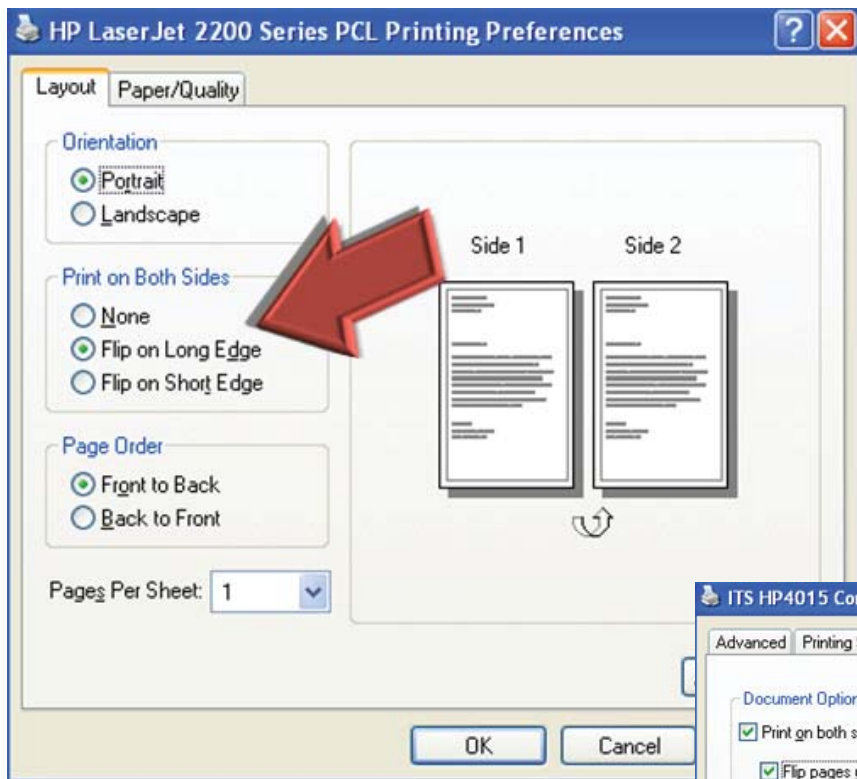 HP LaserJet 2200 Series PCL Printing Preferences
Layout Paper/Quality
Orientation
Portrait
Landscape
Print on Both Sides
None
Flip on Long Edge
Flip on Short Edge
Page Order
Front to Back
Back to Front
Pages Per Sheet: 1
Side 1 Side 2
OK Cancel
ITS HP4015
Advanced Printing
Document
Print on both
Flip pages